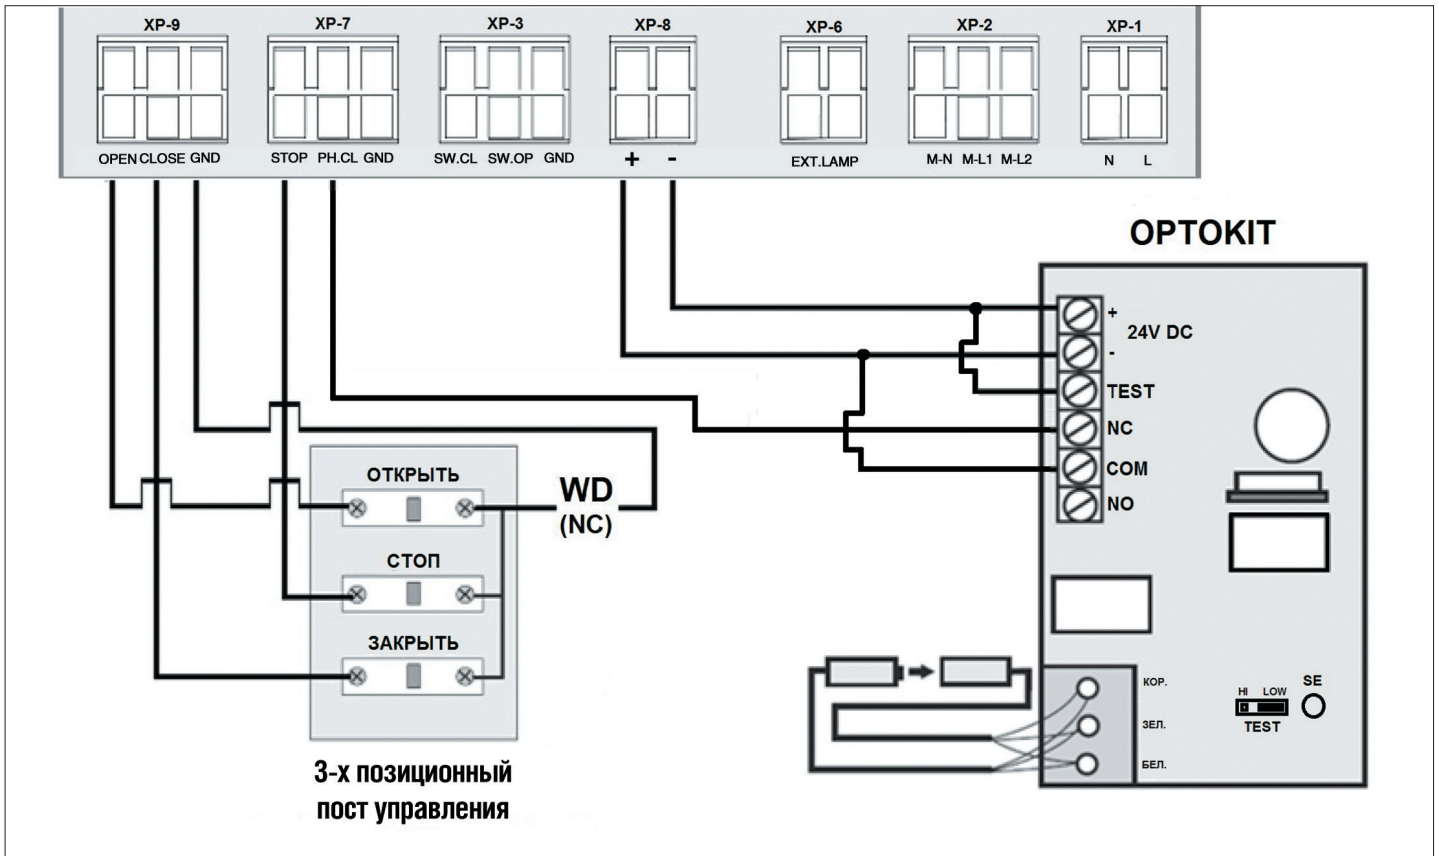 XP-9 XP-7 XP-3 XP-8 XP-6 XP-2 XP-1
OPEN CLOSE GND STOP PH.CL GND SW.CL SW.OP GND + - EXT.LAMP M-N M-L1 M-L2 N L
OPTOKIT
+
24V DC
-
TEST
NC
COM
NO
ОТКРЫТЬ
WD
(NC)
СТОП
ЗАКРЫТЬ
КОР.
ЗЕЛ.
БЕЛ.
SE
HI LOW
TEST
3-х позиционный
пост управления